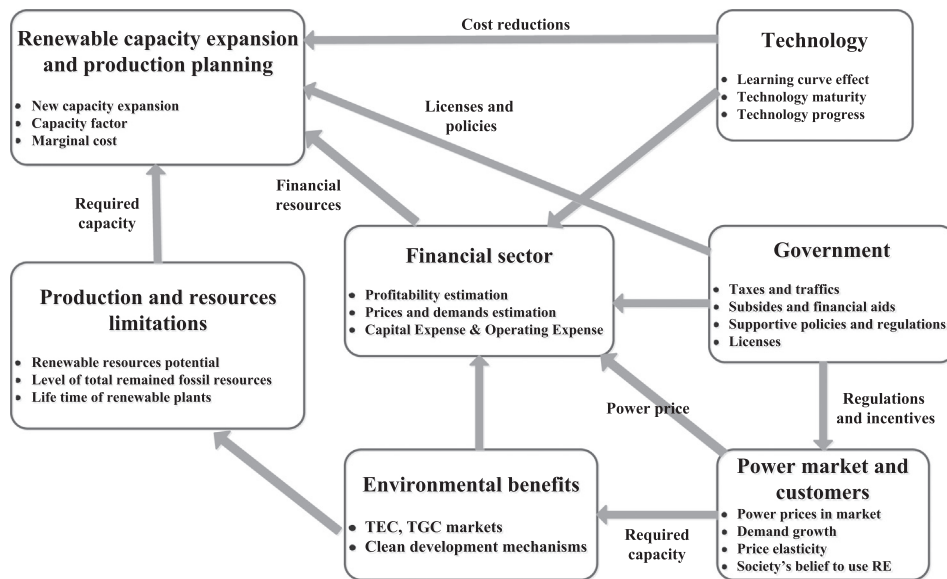 Renewable capacity expansion
and production planning
• New capacity expansion
• Capacity factor
• Marginal cost
Cost reductions
Technology
• Learning curve effect
• Technology maturity
• Technology progress
Licenses and
policies
Required
capacity
Financial
resources
Financial sector
• Profitability estimation
• Prices and demands estimation
• Capital Expense & Operating Expense
Government
• Taxes and traffics
• Subsides and financial aids
• Supportive policies and regulations
• Licenses
Production and resources
limitations
• Renewable resources potential
• Level of total remained fossil resources
• Life time of renewable plants
Power price
Regulations
and incentives
Environmental benefits
• TEC, TGC markets
• Clean development mechanisms
Required
capacity
Power market and
customers
• Power prices in market
• Demand growth
• Price elasticity
• Society's belief to use RE